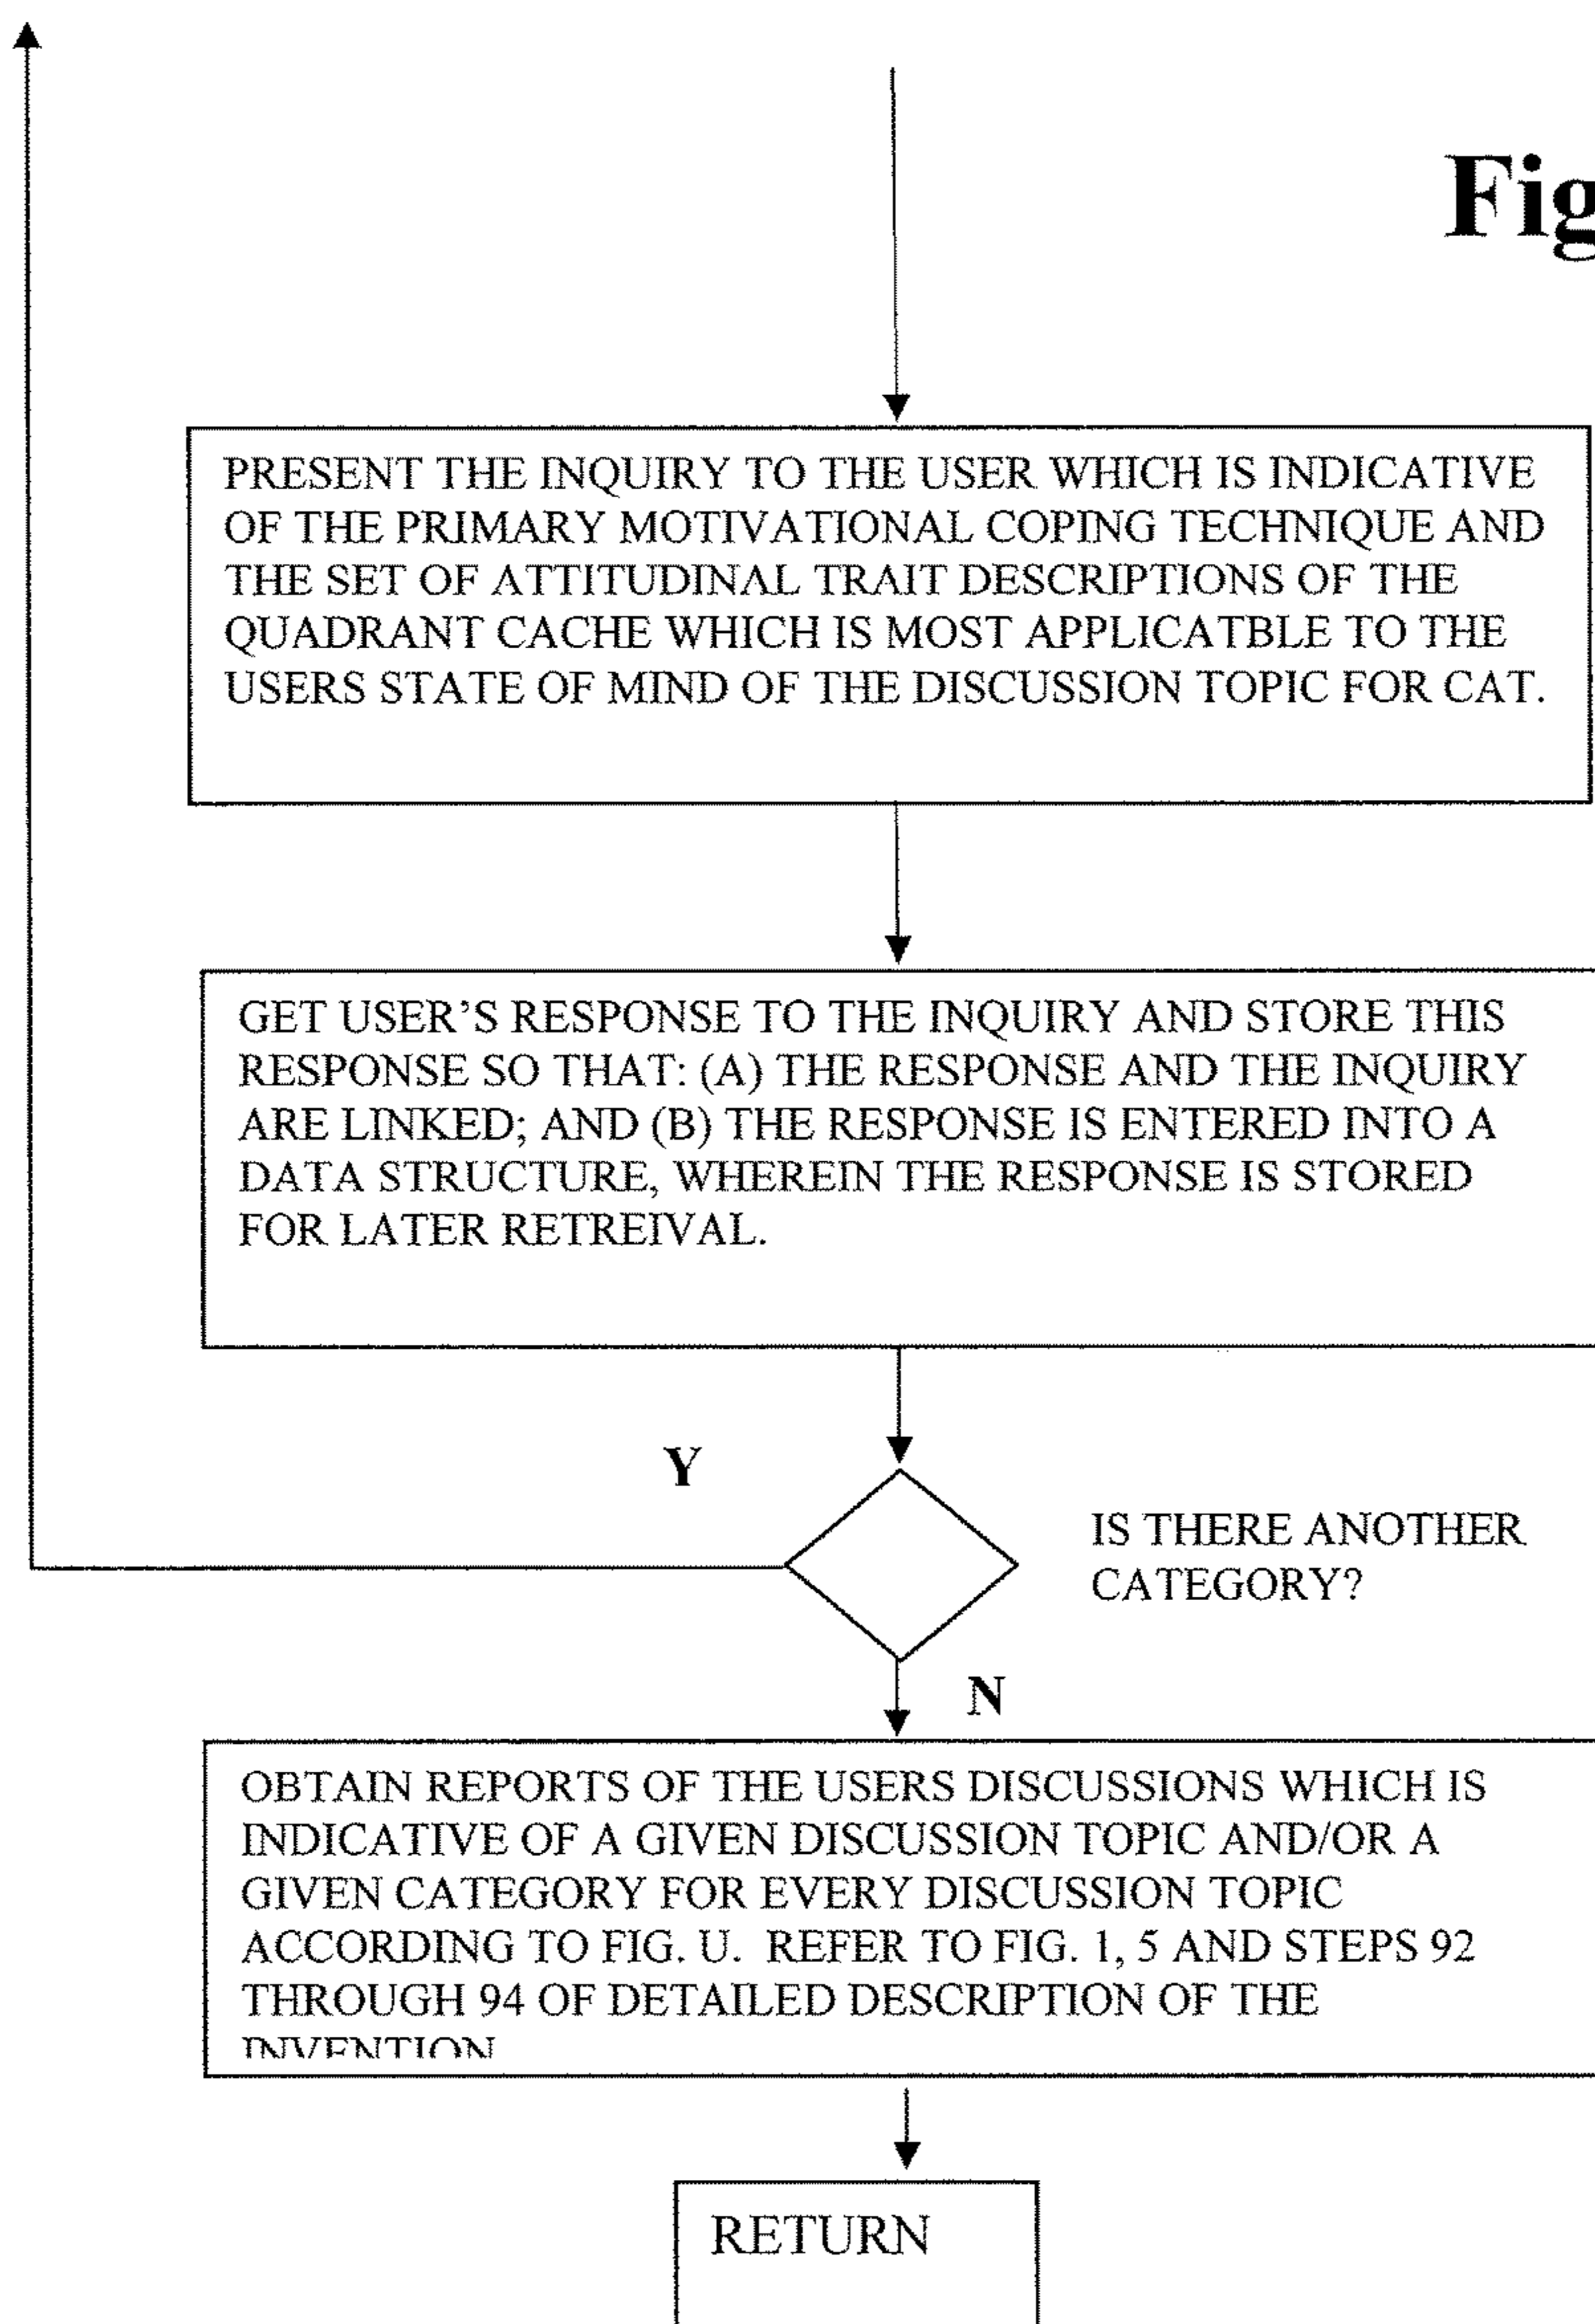 Fig
PRESENT THE INQUIRY TO THE USER WHICH IS INDICATIVE
OF THE PRIMARY MOTIVATIONAL COPING TECHNIQUE AND
THE SET OF ATTITUDINAL TRAIT DESCRIPTIONS OF THE
QUADRANT CACHE WHICH IS MOST APPLICATBLE TO THE
USERS STATE OF MIND OF THE DISCUSSION TOPIC FOR CAT.
GET USER’S RESPONSE TO THE INQUIRY AND STORE THIS
RESPONSE SO THAT: (A) THE RESPONSE AND THE INQUIRY
ARE LINKED; AND (B) THE RESPONSE IS ENTERED INTO A
DATA STRUCTURE, WHEREIN THE RESPONSE IS STORED
FOR LATER RETREIVAL.
Y
IS THERE ANOTHER
CATEGORY?
N
OBTAIN REPORTS OF THE USERS DISCUSSIONS WHICH IS
INDICATIVE OF A GIVEN DISCUSSION TOPIC AND/OR A
GIVEN CATEGORY FOR EVERY DISCUSSION TOPIC
ACCORDING TO FIG. U.  REFER TO FIG. 1, 5 AND STEPS 92
THROUGH 94 OF DETAILED DESCRIPTION OF THE
INVENTION
RETURN